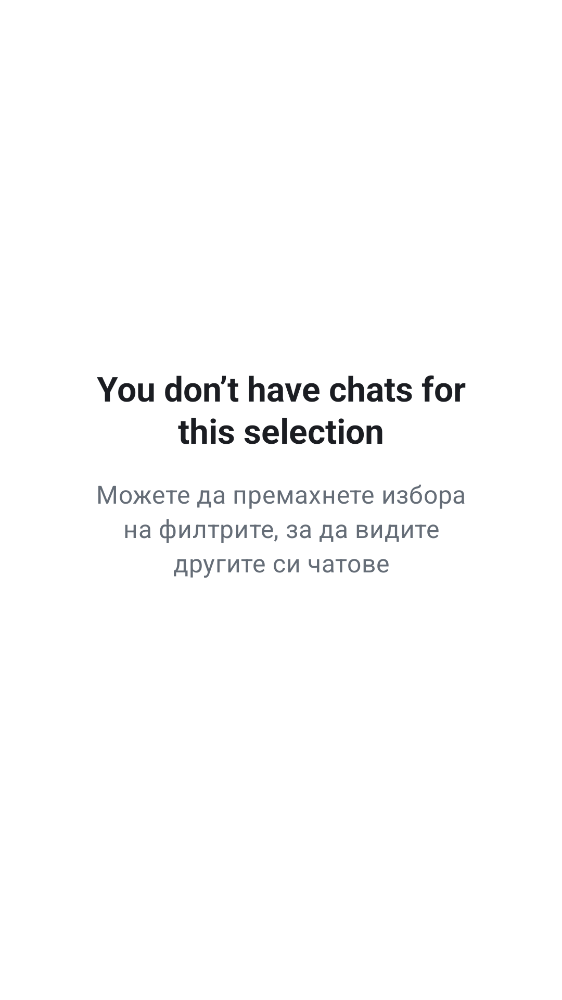 You don’t have chats for
this selection
Можете да премахнете избора
на филтрите, за да видите
другите си чатове